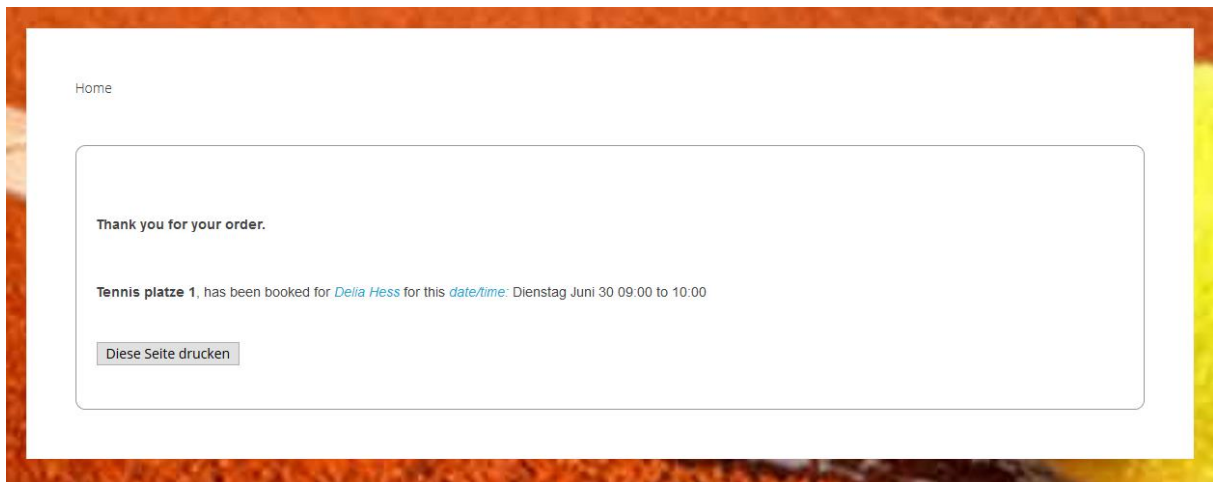 Home
Thank you for your order.
Tennis platze 1, has been booked for Delia Hess for this date/time: Dienstag Juni 30 09:00 to 10:00
Diese Seite drucken